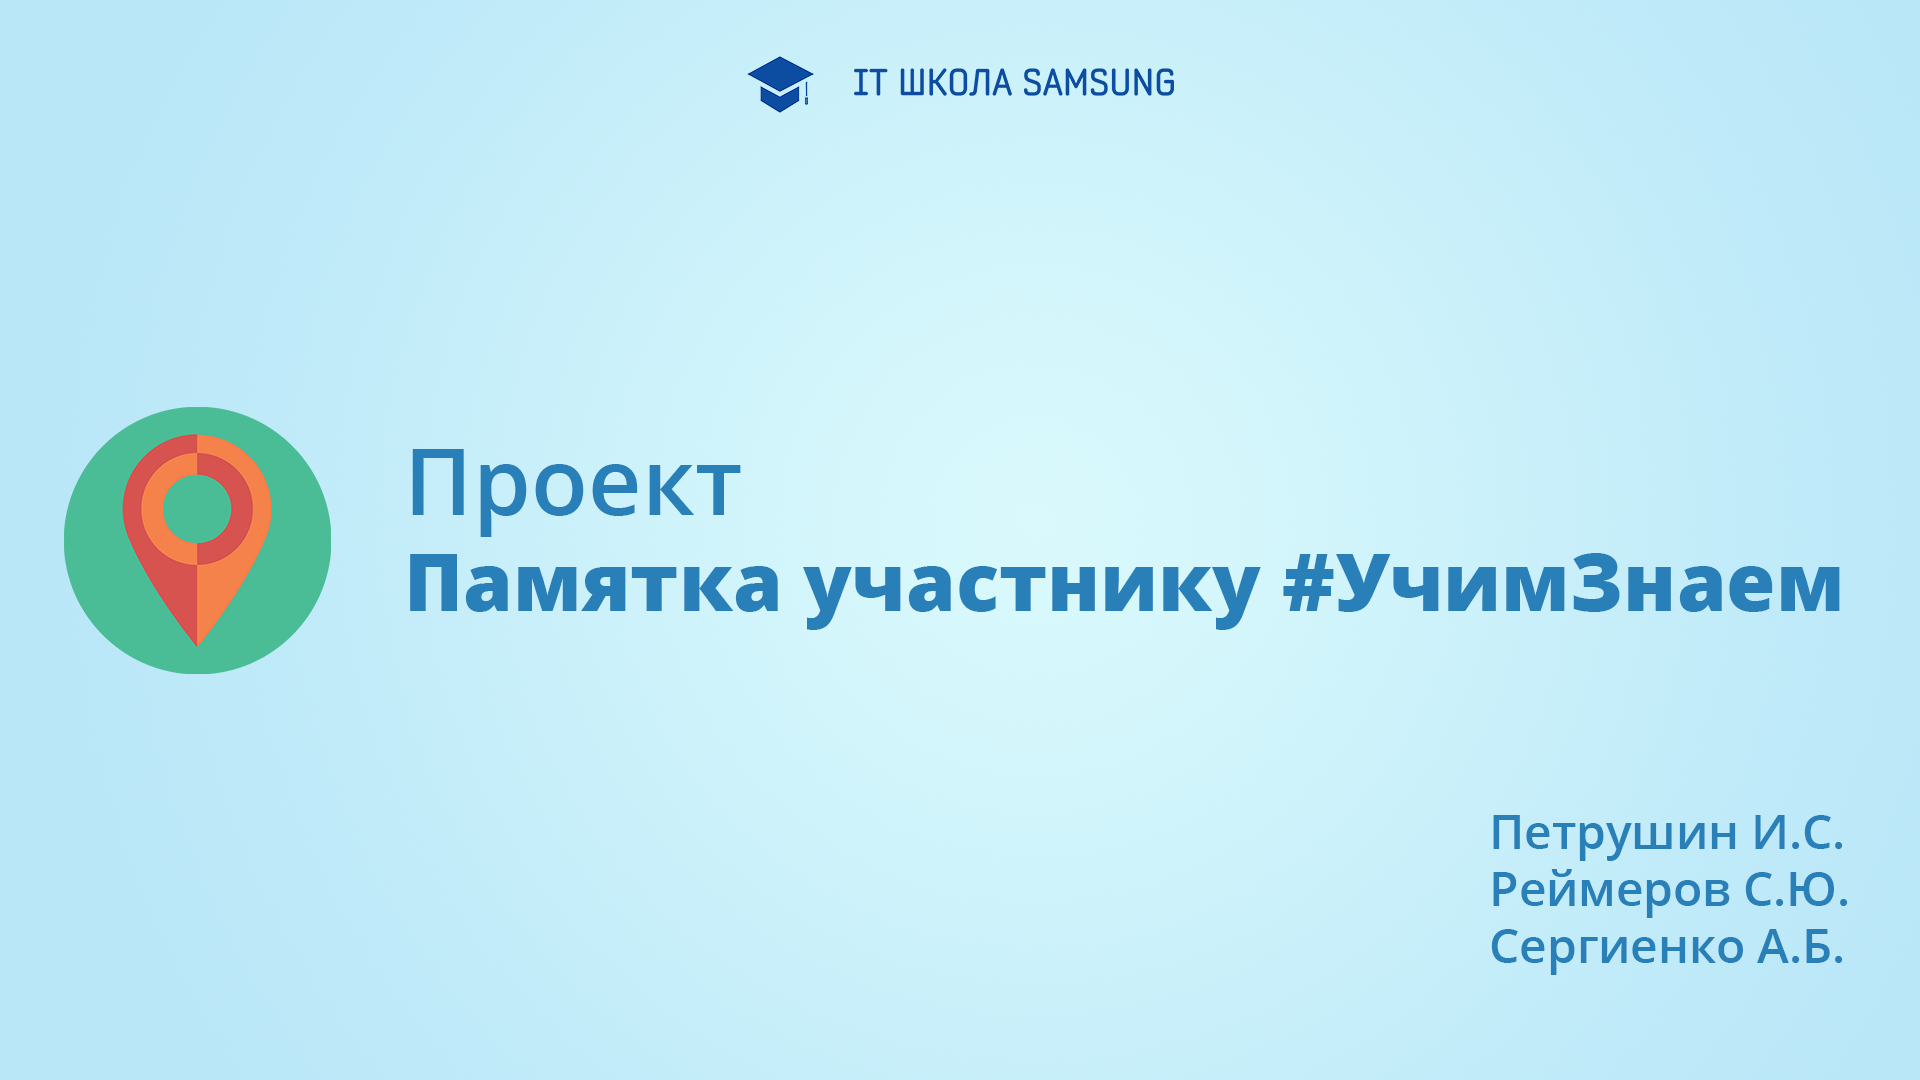 IT ШКОЛА SAMSUNG
Проект
Памятка участнику #УчимЗнаем
Петрушин И.С.
Реймеров С.Ю.
Сергиенко А.Б.